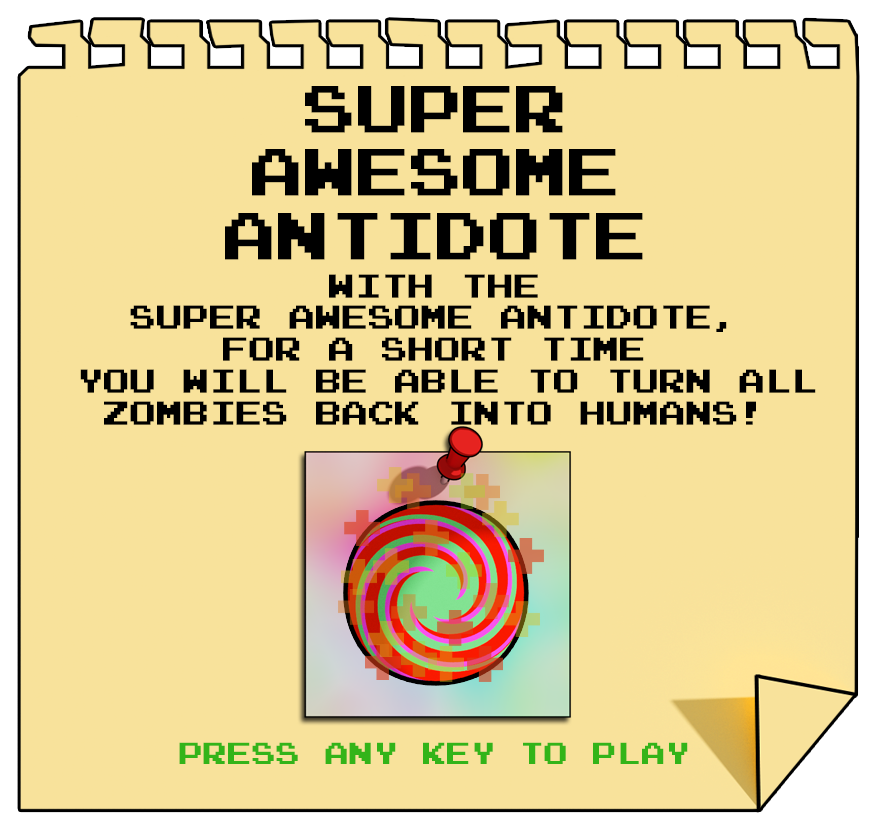 SUPER
AWESOME
ANTIDOTE
WITH THE
SUPER AWESOME ANTIDOTE,
FOR A SHORT TIME
YOU WILL BE ABLE TO TURN ALL
ZOMBIES BACK INTO HUMANS!
PRESS ANY KEY TO PLAY